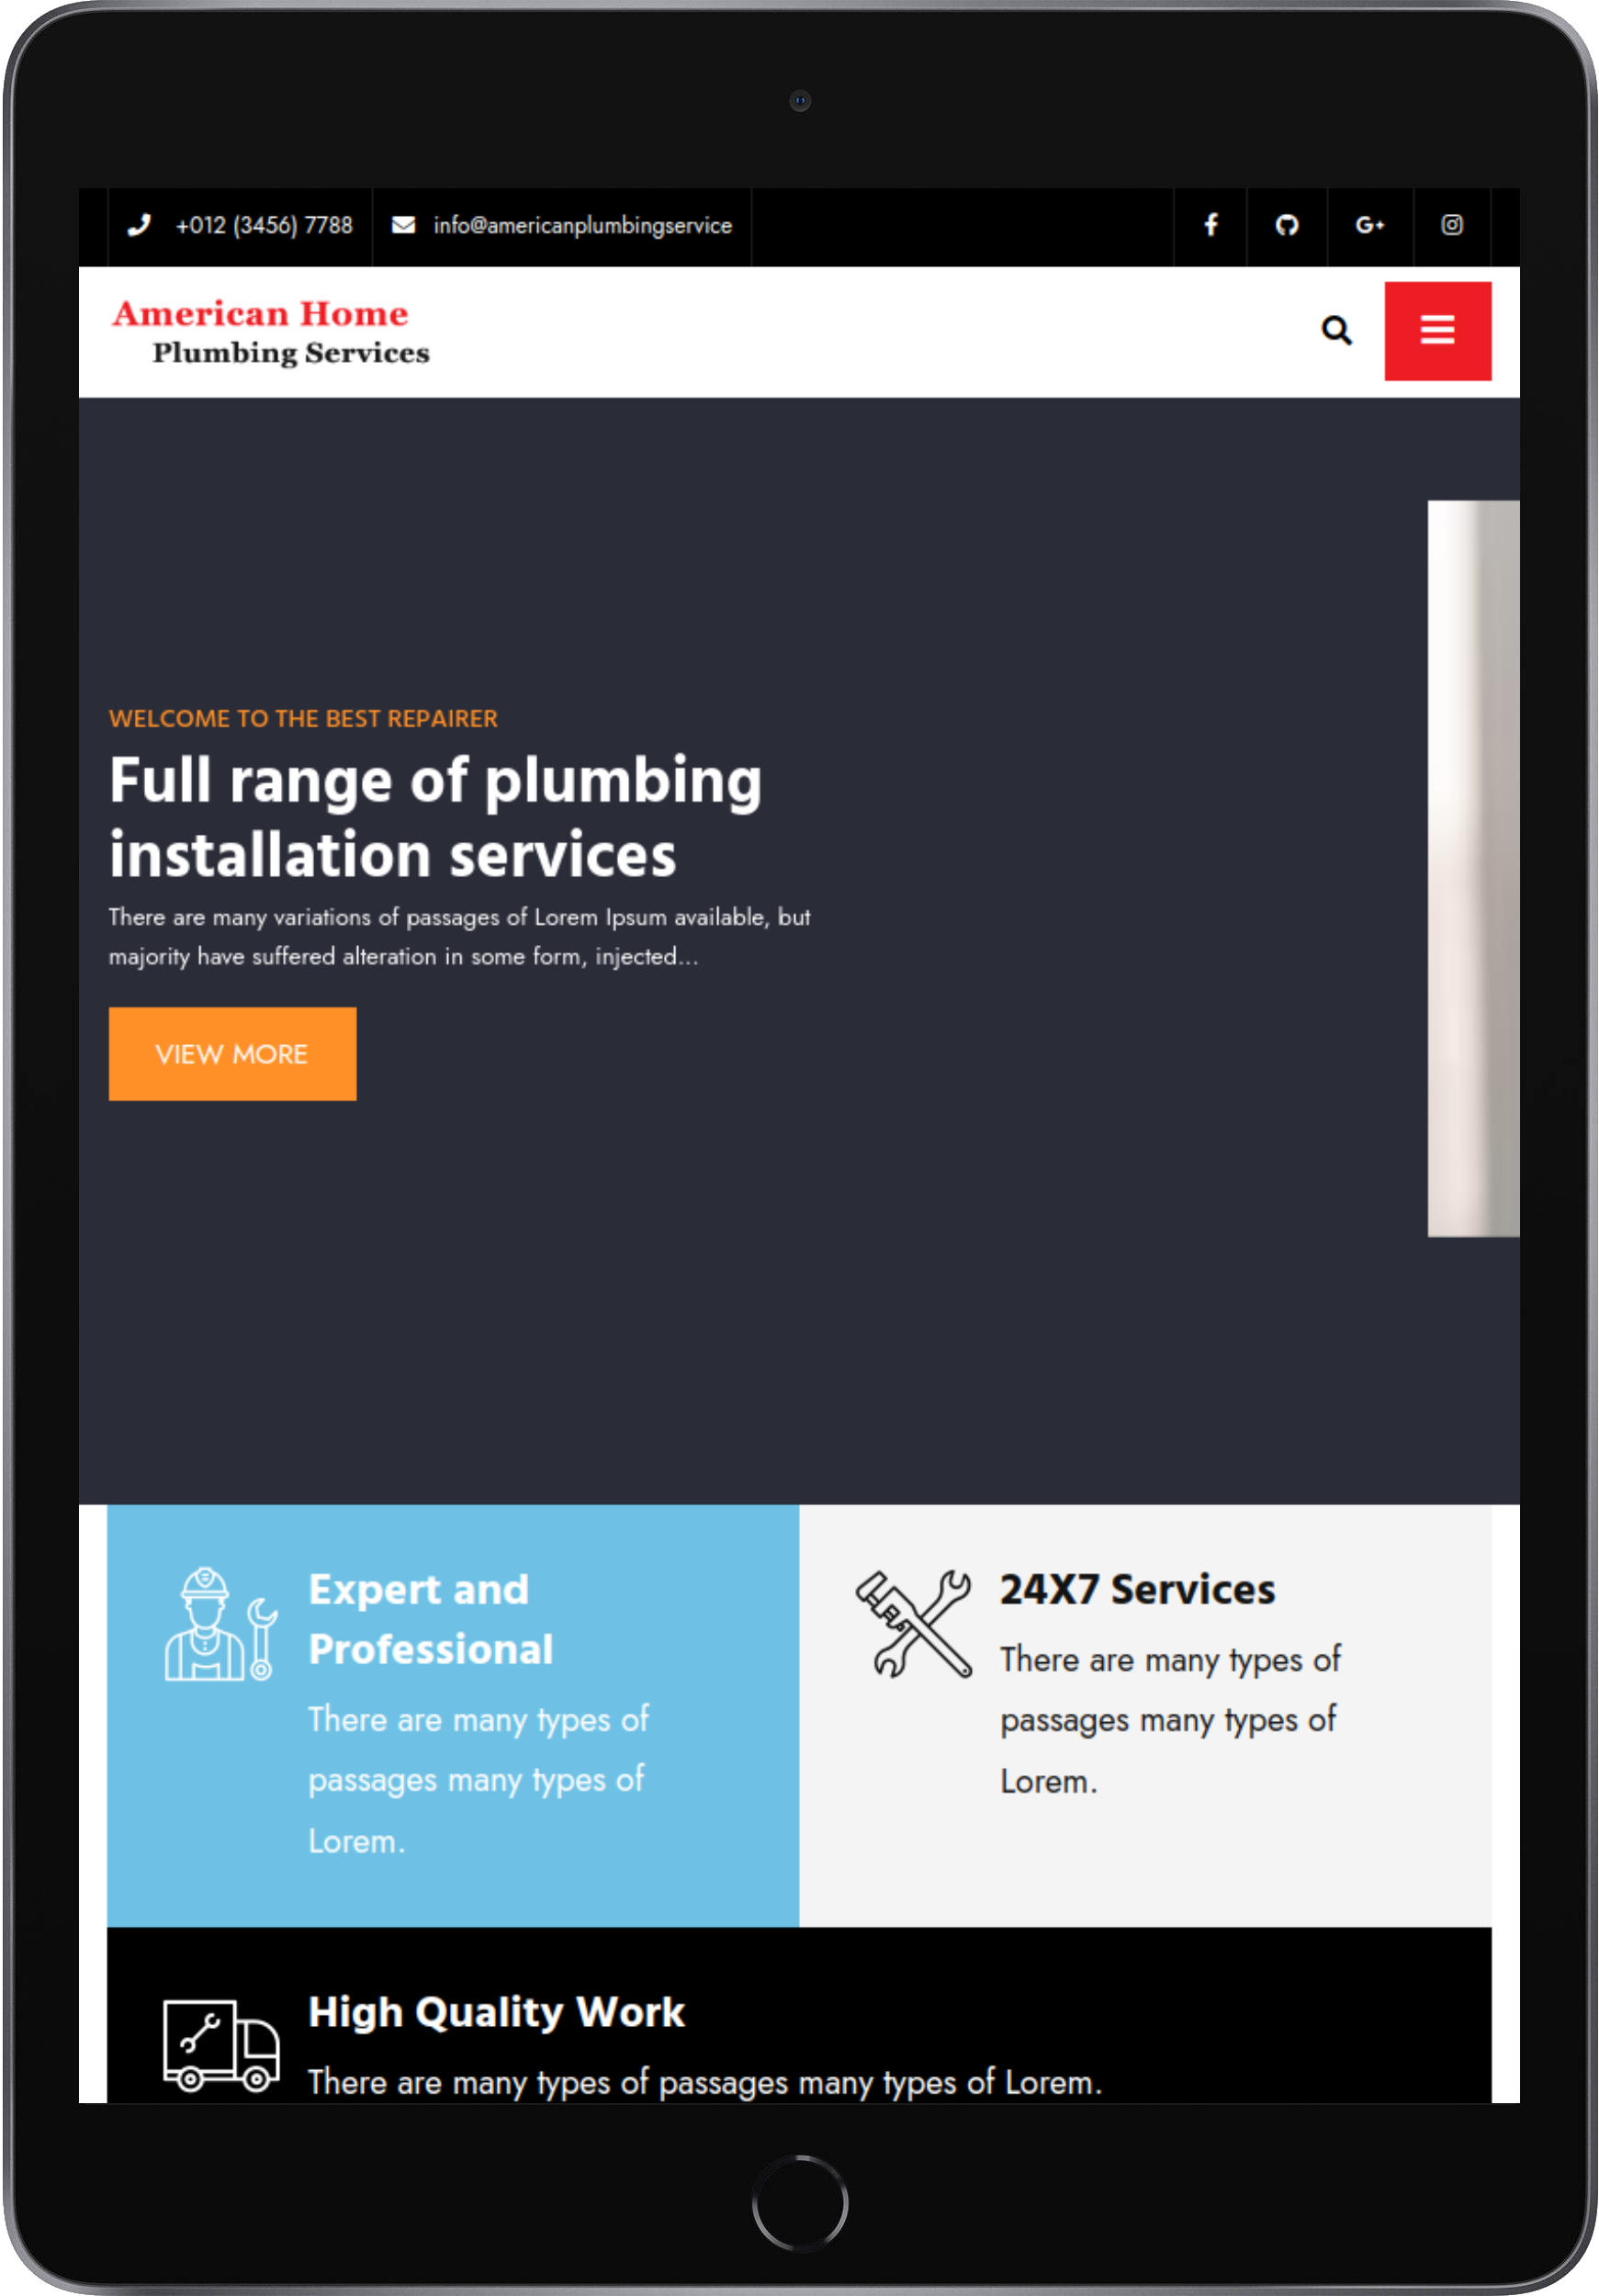 +012 (3456) 7788
info@americanplumbingservice
G+
American Home
Plumbing Services
WELCOME TO THE BEST REPAIRER
Full range of plumbing
installation services
There are many variations of passages of Lorem Ipsum available, but
majority have suffered alteration in some form, injected...
VIEW MORE
Expert and
Professional
There are many types of
passages many types of
Lorem.
24X7 Services
There are many types of
passages many types of
Lorem.
High Quality Work
There are many types of passages many types of Lorem.